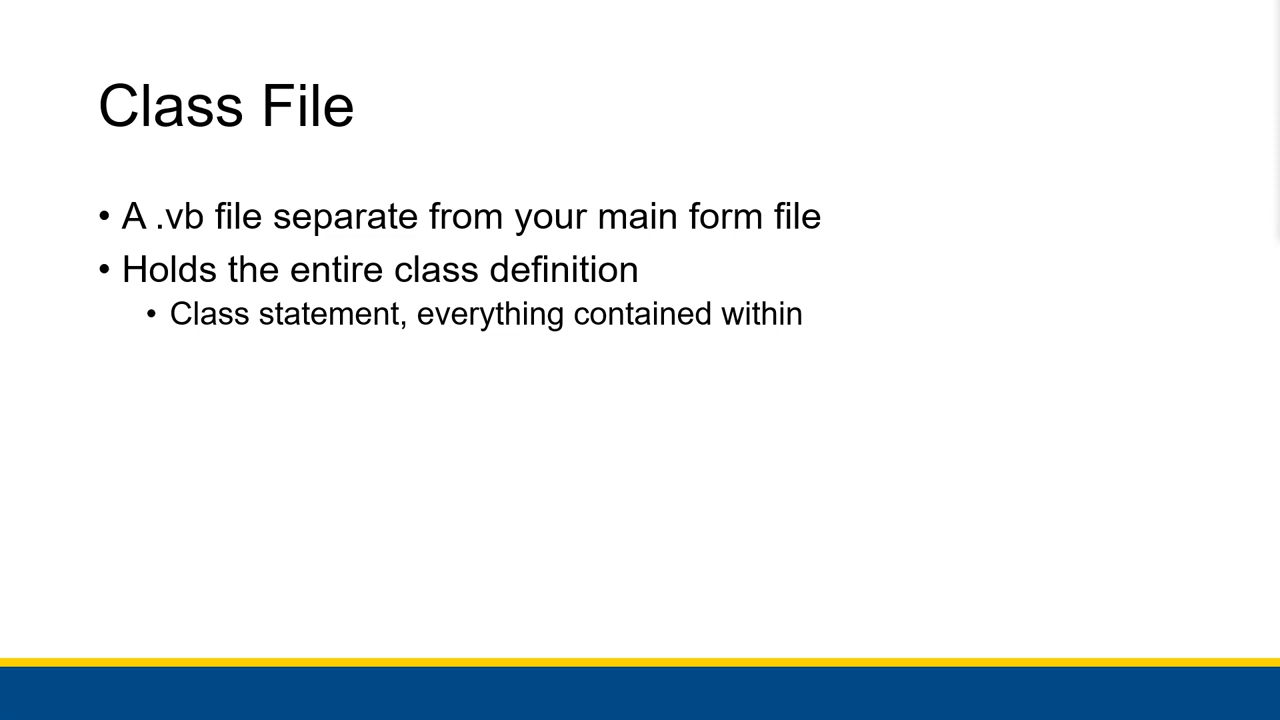 Class File
• A .vb file separate from your main form file
• Holds the entire class definition
• Class statement, everything contained within